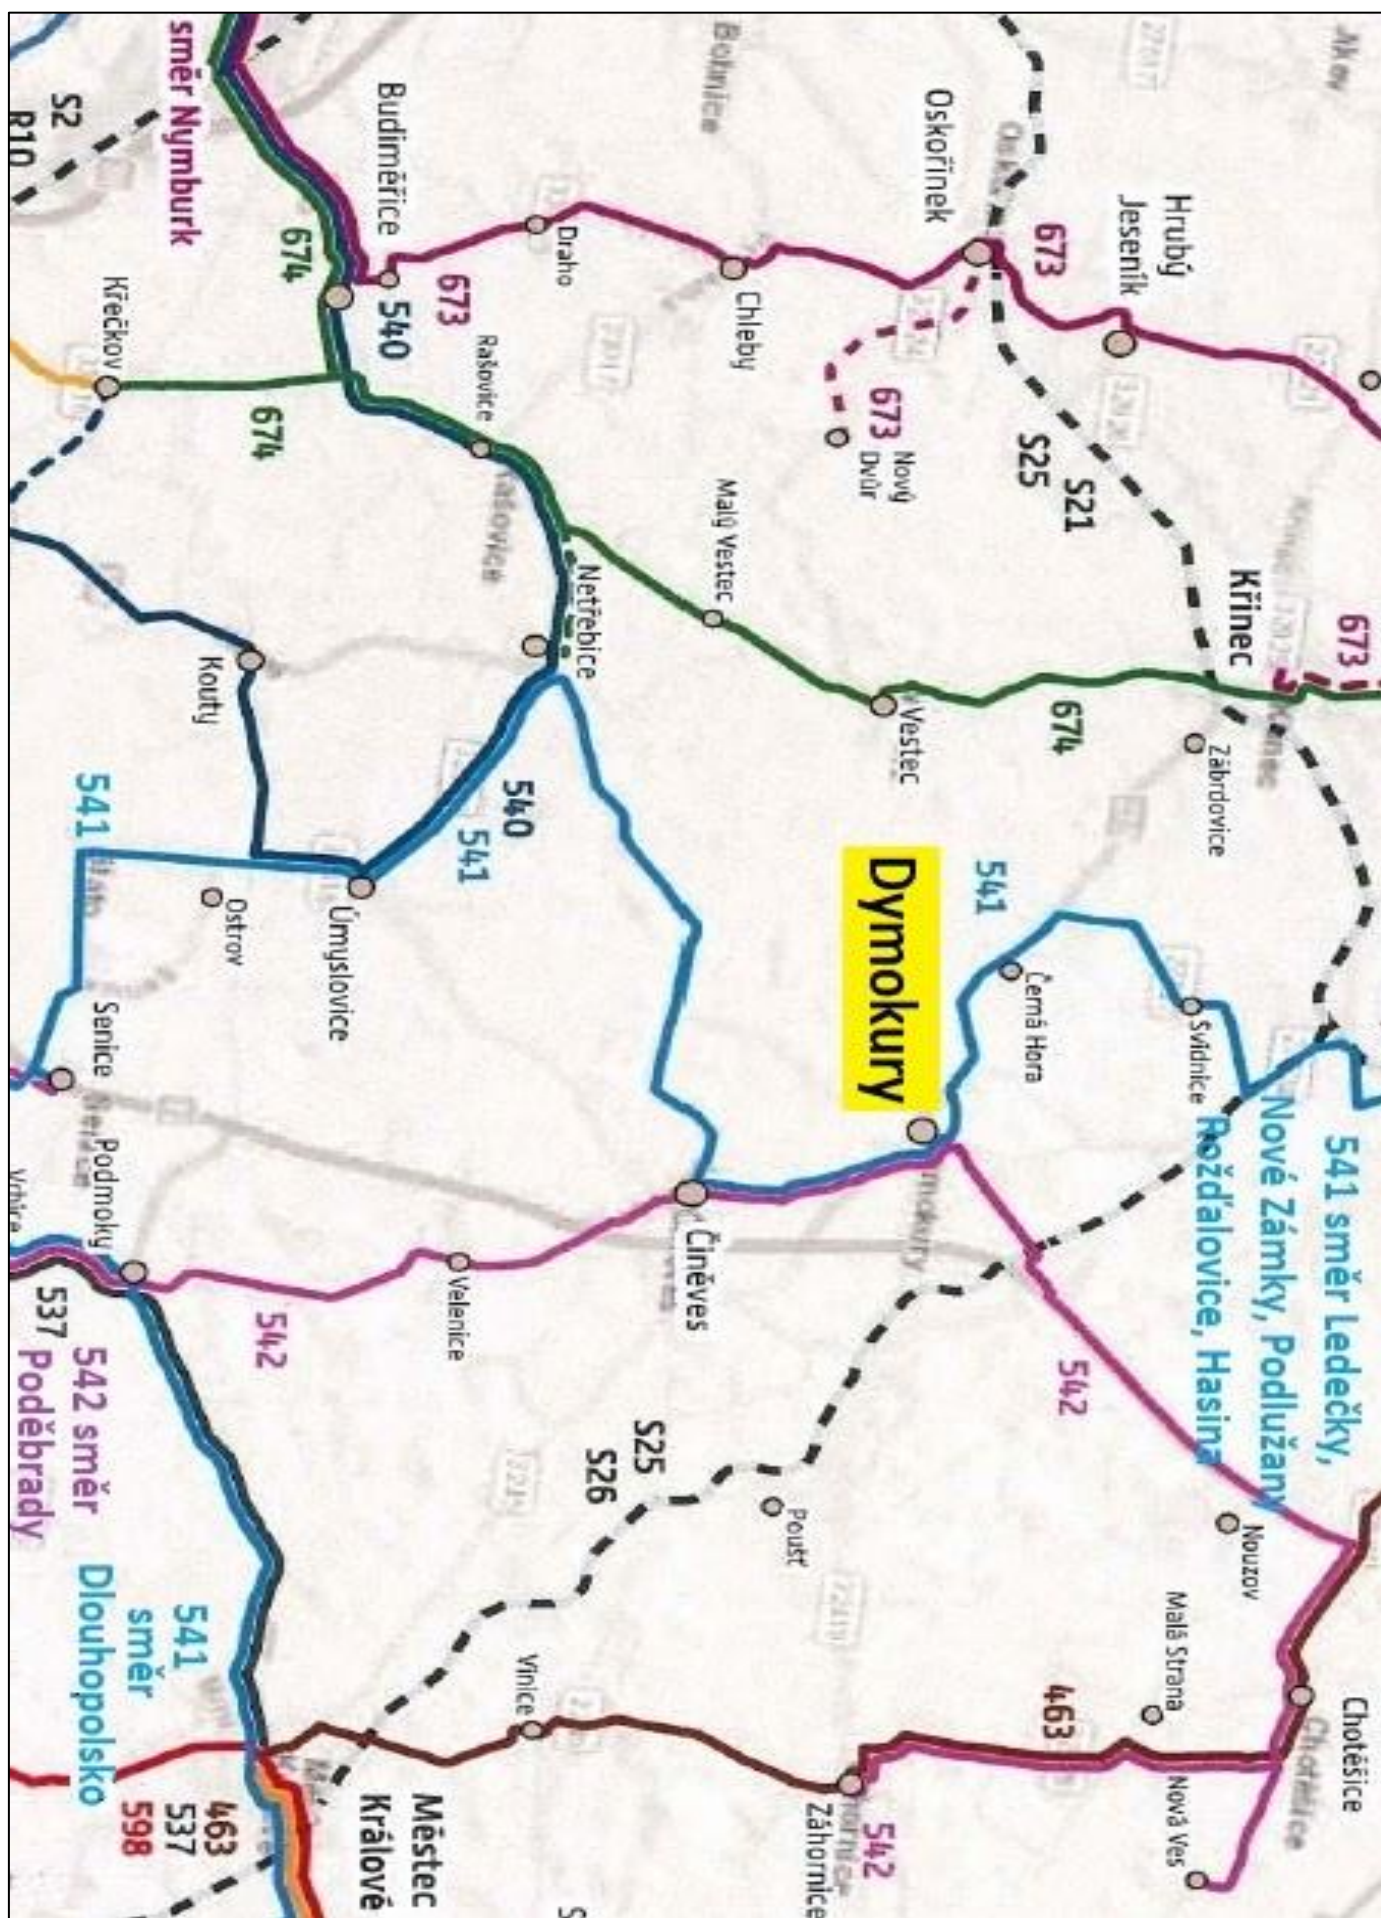 541 směr Ledečky,
Nové Zámky, Podlužany
Rožďalovice, Hasina
Křinec
673
Zábrdovice
Svídnice
Hrubý
Jeseník
673
S21
S25
674
541
Černá Hora
Oskořínek
673
Nový
Dvůr
Vestec
Dymokury
542
Nouzov
Chotěšice
Malá Strana
463
Nová Ves
Bobnice
Chleby
Malý Vestec
Činěves
S25
S26
Poušť
Záhornice
542
Draho
Netřebice
Rašovice
673
540
541
Velenice
Vinice
Budiměřice
540
674
Úmyslovice
Městec
Králové
směr Nymburk
674
Kouty
Ostrov
542
Křečkov
541
Senice
Podmoky
542 směr
Poděbrady
537
541
směr
Dlouhopolsko
463
537
598
S2
R10
Vrbice